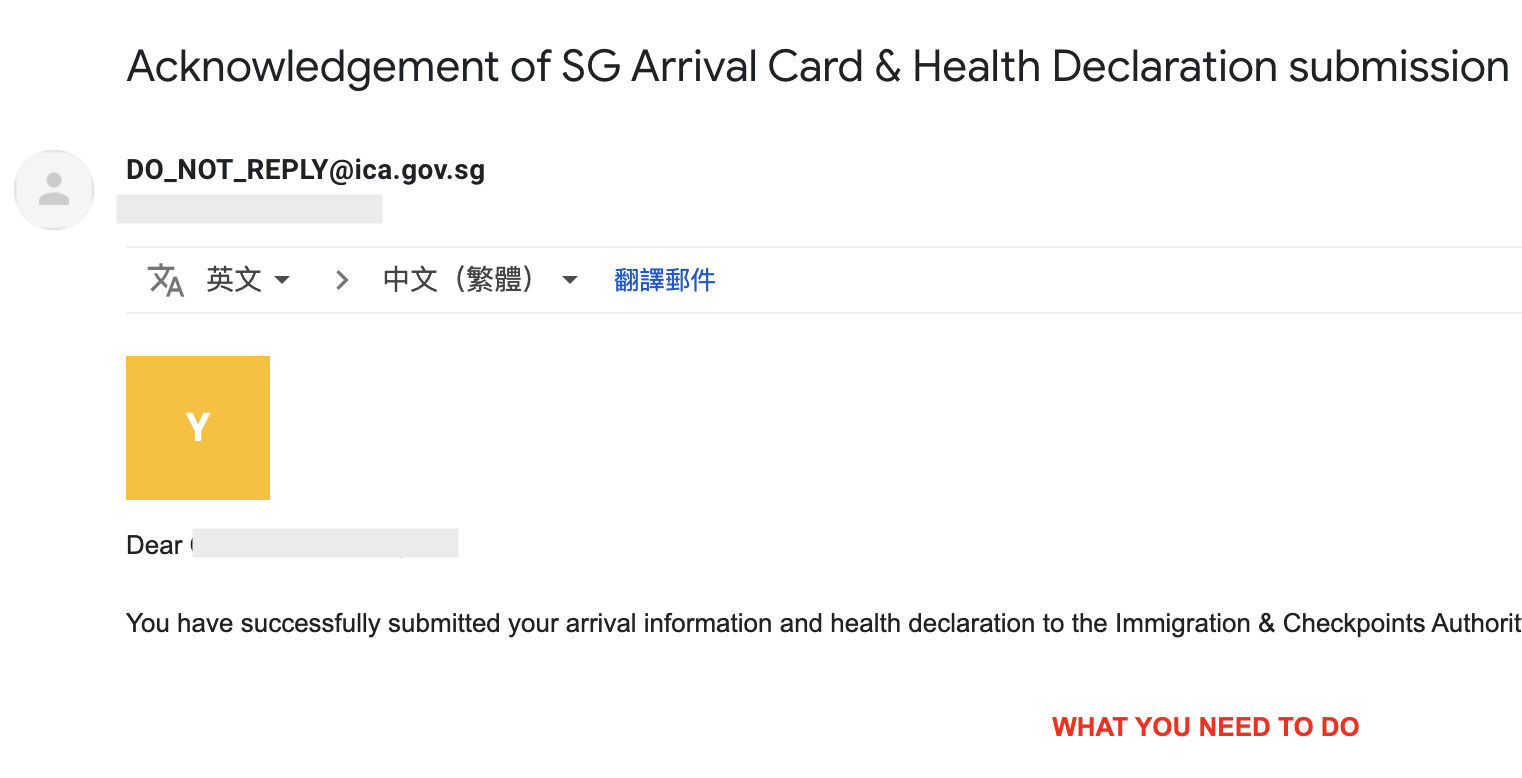 Acknowledgement of SG Arrival Card & Health Declaration submission
DO_NOT_REPLY@ica.gov.sg
英文 中文（繁體） 翻譯郵件
Y
Dear
You have successfully submitted your arrival information and health declaration to the Immigration & Checkpoints Authorit
WHAT YOU NEED TO DO